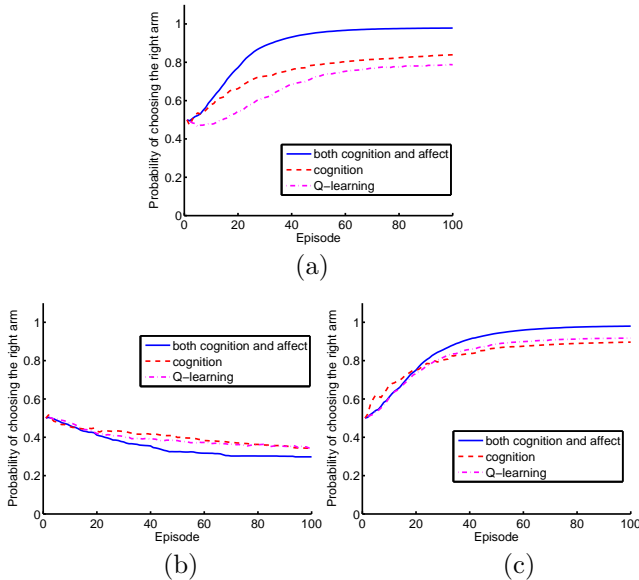 Probability of choosing the right arm
1
0.8
0.6
0.4
0.2
0
0 20 40 60 80 100
Episode
both cognition and affect
cognition
Q−learning
(a)
Probability of choosing the right arm
1
0.8
0.6
0.4
0.2
0
0 20 40 60 80 100
Episode
both cognition and affect
cognition
Q−learning
(b)
Probability of choosing the right arm
1
0.8
0.6
0.4
0.2
0
0 20 40 60 80 100
Episode
both cognition and affect
cognition
Q−learning
(c)